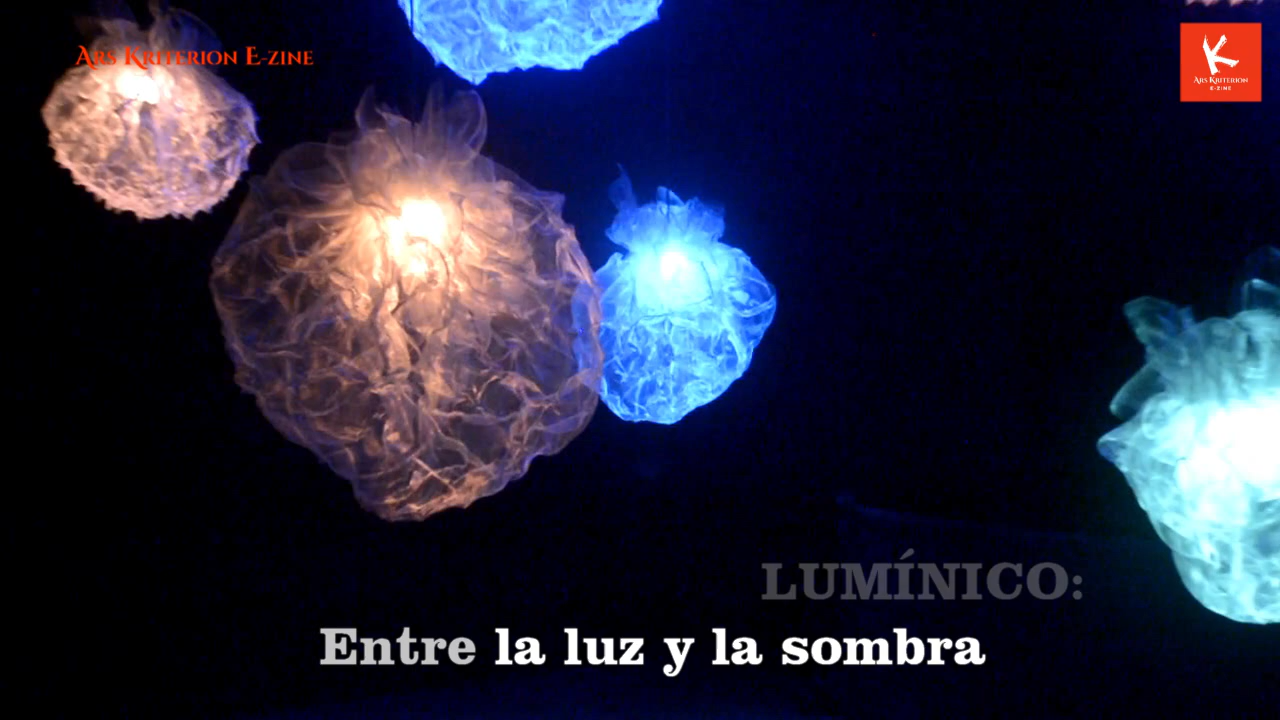 Ars Kriterion E-zine
K
Ars Kriterion
E-ZINE
LUMÍNICO:
Entre la luz y la sombra